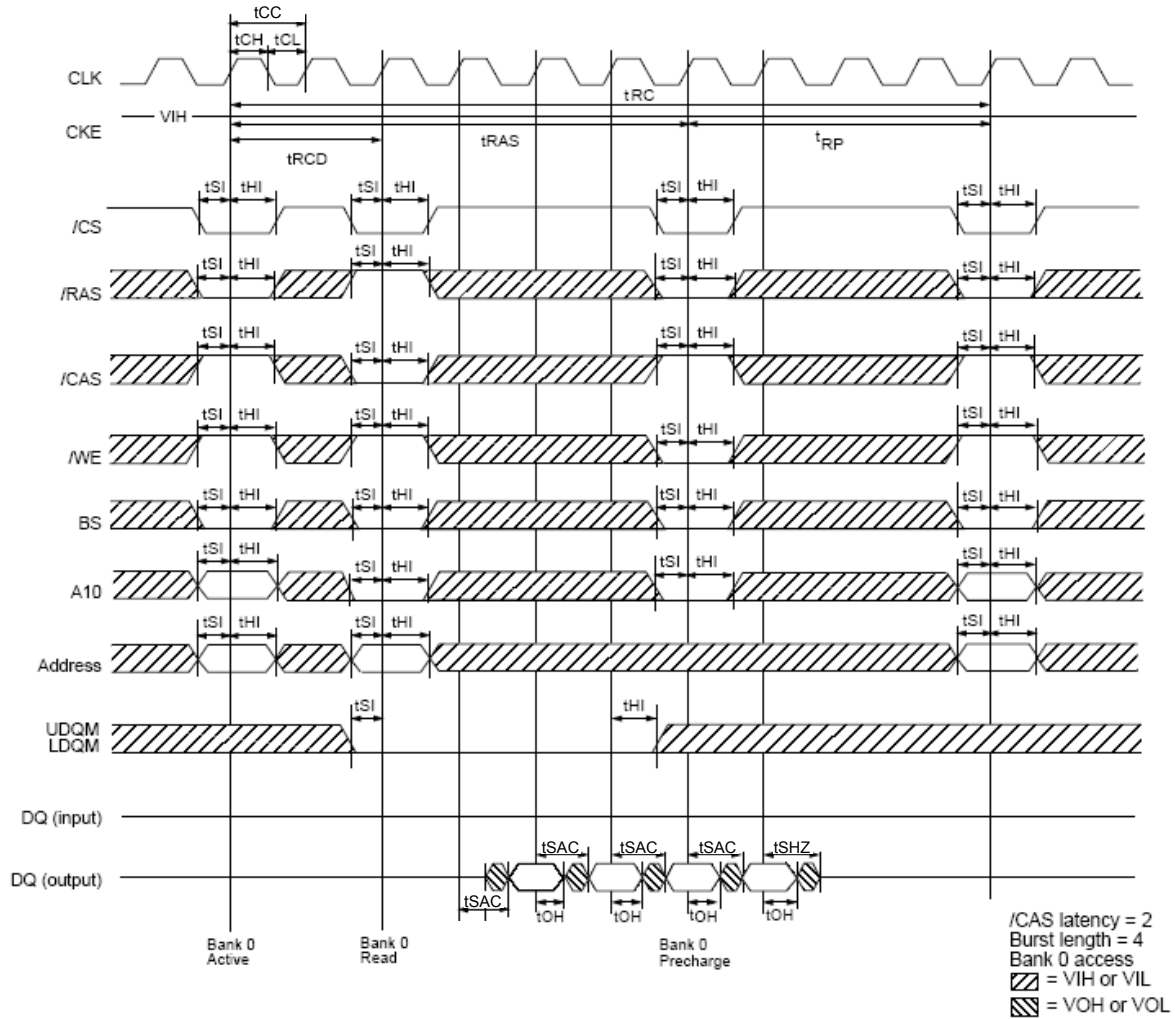 tCC
tCH tCL
CLK
tRC
VIH
CKE
tRCD tRAS tRP
tSI tHI tSI tHI tSI tHI tSI tHI
/CS
tSI tHI tSI tHI tSI tHI tSI tHI
/RAS
tSI tHI tSI tHI tSI tHI tSI tHI
/CAS
tSI tHI tSI tHI tSI tHI tSI tHI
/WE
tSI tHI tSI tHI tSI tHI tSI tHI
BS
tSI tHI tSI tHI tSI tHI tSI tHI
A10
tSI tHI tSI tHI tSI tHI
Address
tSI tHI
UDQM
LDQM
DQ (input)
tSAC tSAC tSAC tSHZ
DQ (output)
tSAC tOH tOH tOH tOH
Bank 0
Active
Bank 0
Read
Bank 0
Precharge
/CAS latency = 2
Burst length = 4
Bank 0 access
= VIH or VIL
= VOH or VOL